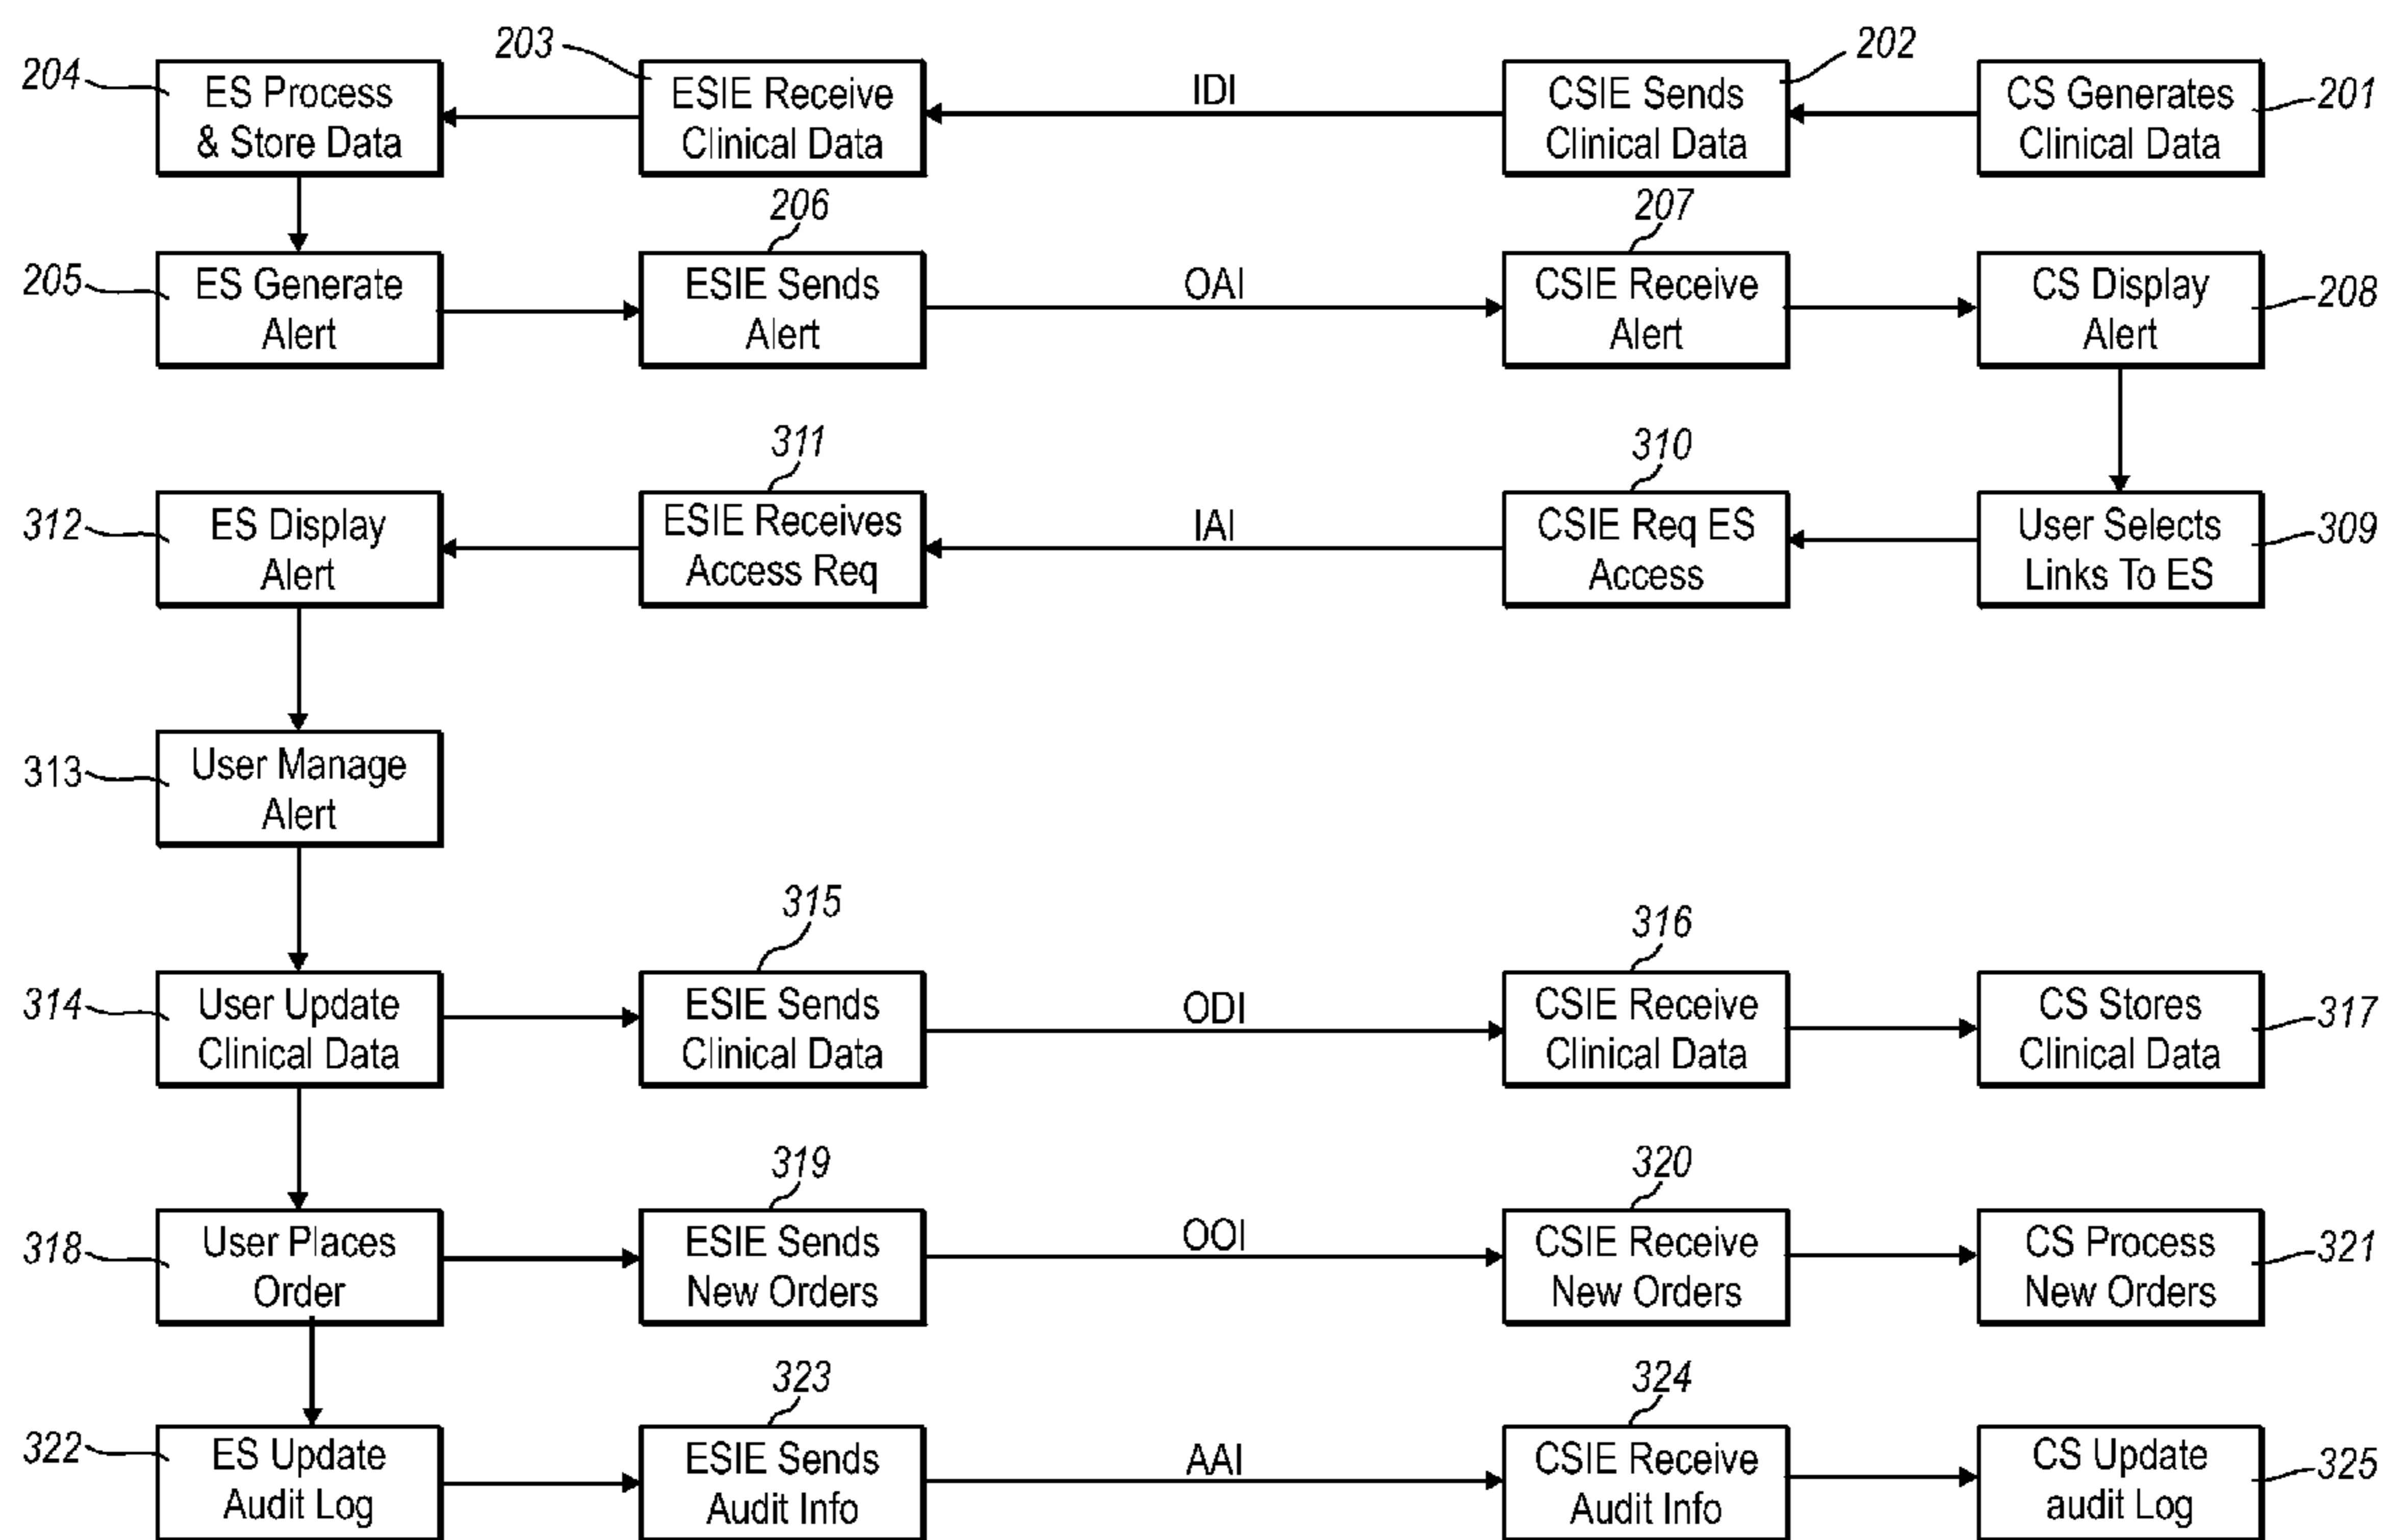 203
202
204
ES Process
& Store Data
ESIE Receive
Clinical Data
IDI
CSIE Sends
Clinical Data
CS Generates
Clinical Data
201
206
207
205
ES Generate
Alert
ESIE Sends
Alert
OAI
CSIE Receive
Alert
CS Display
Alert
208
311
310
312
ES Display
Alert
ESIE Receives
Access Req
IAI
CSIE Req ES
Access
User Selects
Links To ES
309
313
User Manage
Alert
315
316
314
User Update
Clinical Data
ESIE Sends
Clinical Data
ODI
CSIE Receive
Clinical Data
CS Stores
Clinical Data
317
319
320
318
User Places
Order
ESIE Sends
New Orders
OOI
CSIE Receive
New Orders
CS Process
New Orders
321
323
324
322
ES Update
Audit Log
ESIE Sends
Audit Info
AAI
CSIE Receive
Audit Info
CS Update
audit Log
325